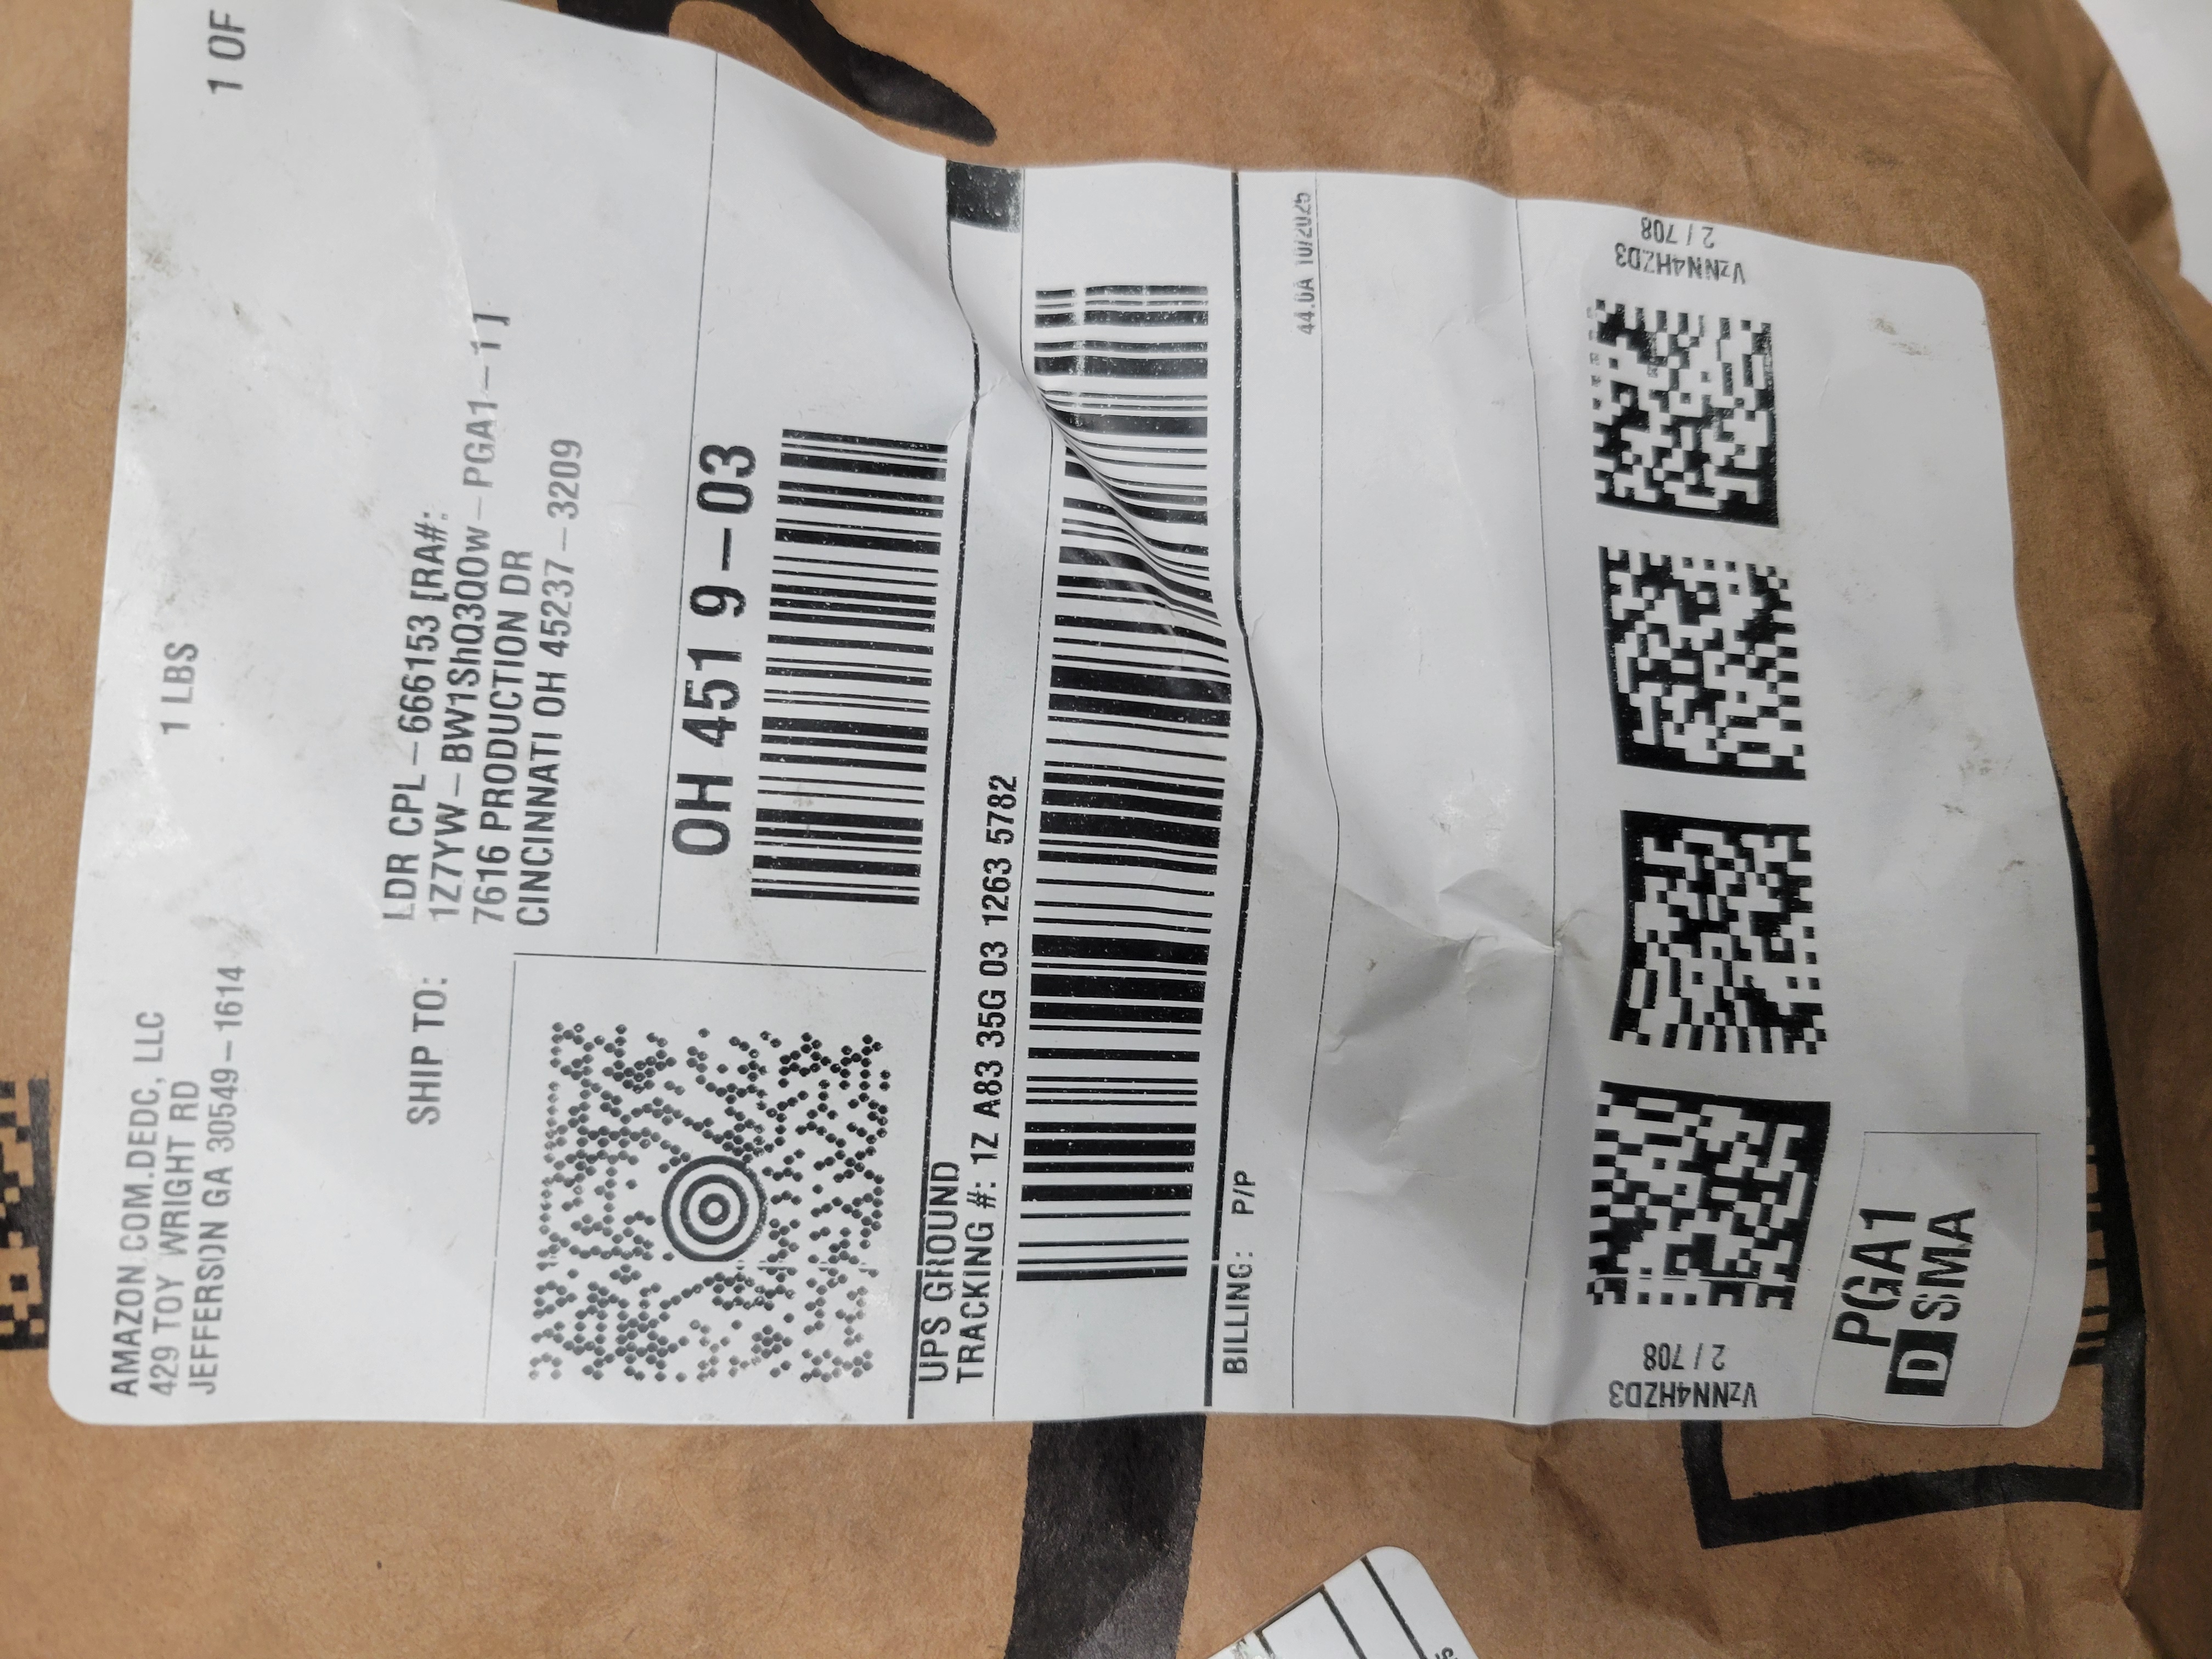 AMAZON.COM.DEDC, LLC
429 TOY WRIGHT RD
JEFFERSON GA 30549-1614
1 LBS
1 OF
SHIP TO:
LDR CPL-666153 [RA#:
1Z7YYW-BW1ShQ3Q0w-PGA1-1]
7616 PRODUCTION DR
CINCINNATI OH 45237-3209
OH 451 9-03
UPS GROUND
TRACKING #: 1Z A83 35G 03 1263 5782
BILLING: P/P
44.0A 10/2025
VzNN4HZD3
2 / 708
VzNN4HZD3
2 / 708
PGA1
D SMA